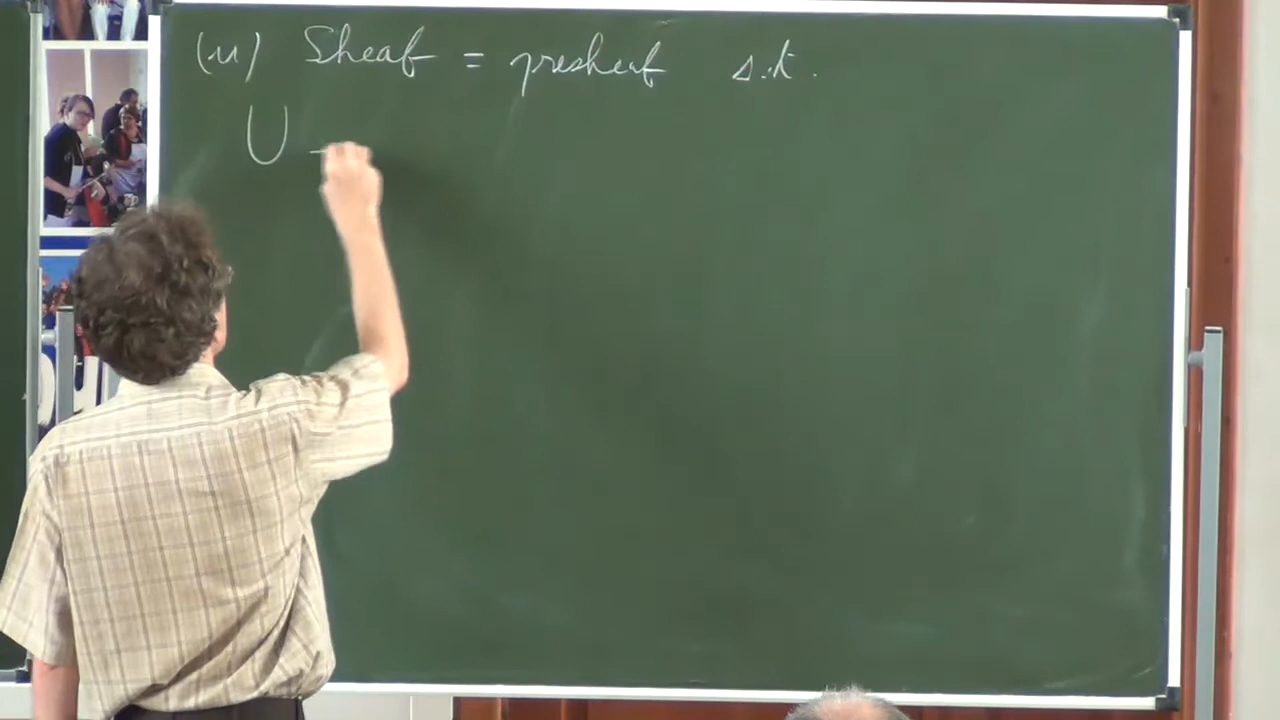 (ii) Sheaf = presheaf s.t.
U -